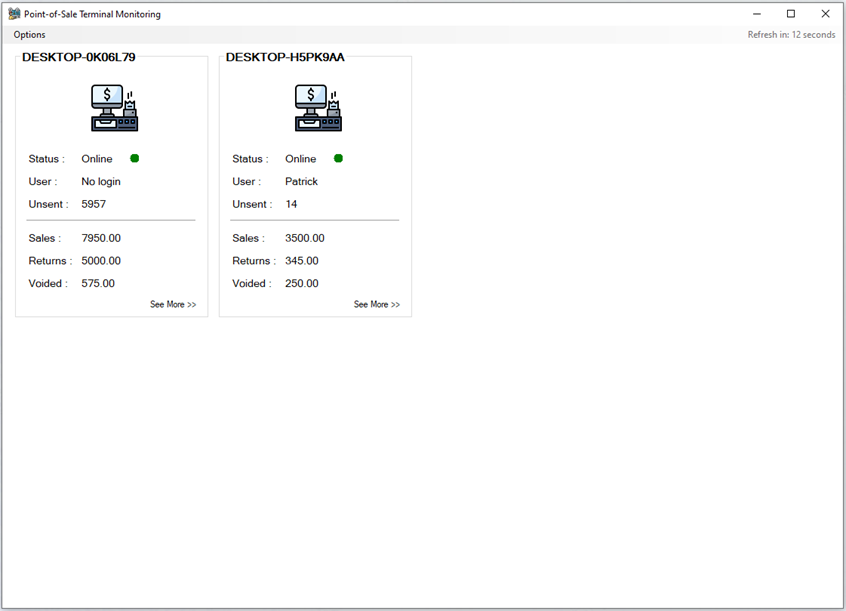 Point-of-Sale Terminal Monitoring
Options
Refresh in: 12 seconds
DESKTOP-0K06L79
$
Status : Online
User : No login
Unsent : 5957
Sales : 7950.00
Returns : 5000.00
Voided : 575.00
See More >>
DESKTOP-H5PK9AA
$
Status : Online
User : Patrick
Unsent : 14
Sales : 3500.00
Returns : 345.00
Voided : 250.00
See More >>